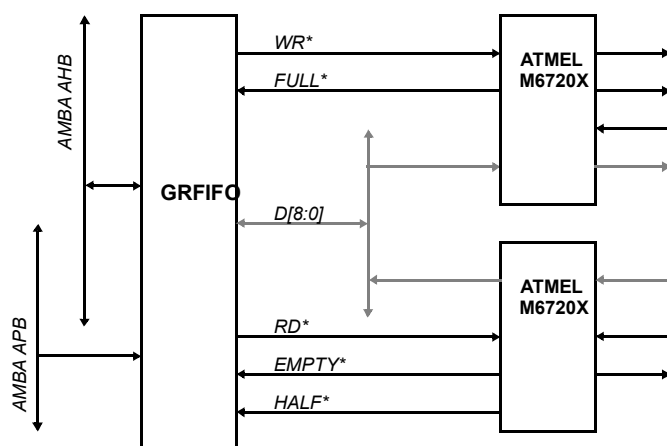 AMBA AHB
AMBA APB
GRFIFO
WR*
FULL*
D[8:0]
RD*
EMPTY*
HALF*
ATMEL
M6720X
ATMEL
M6720X